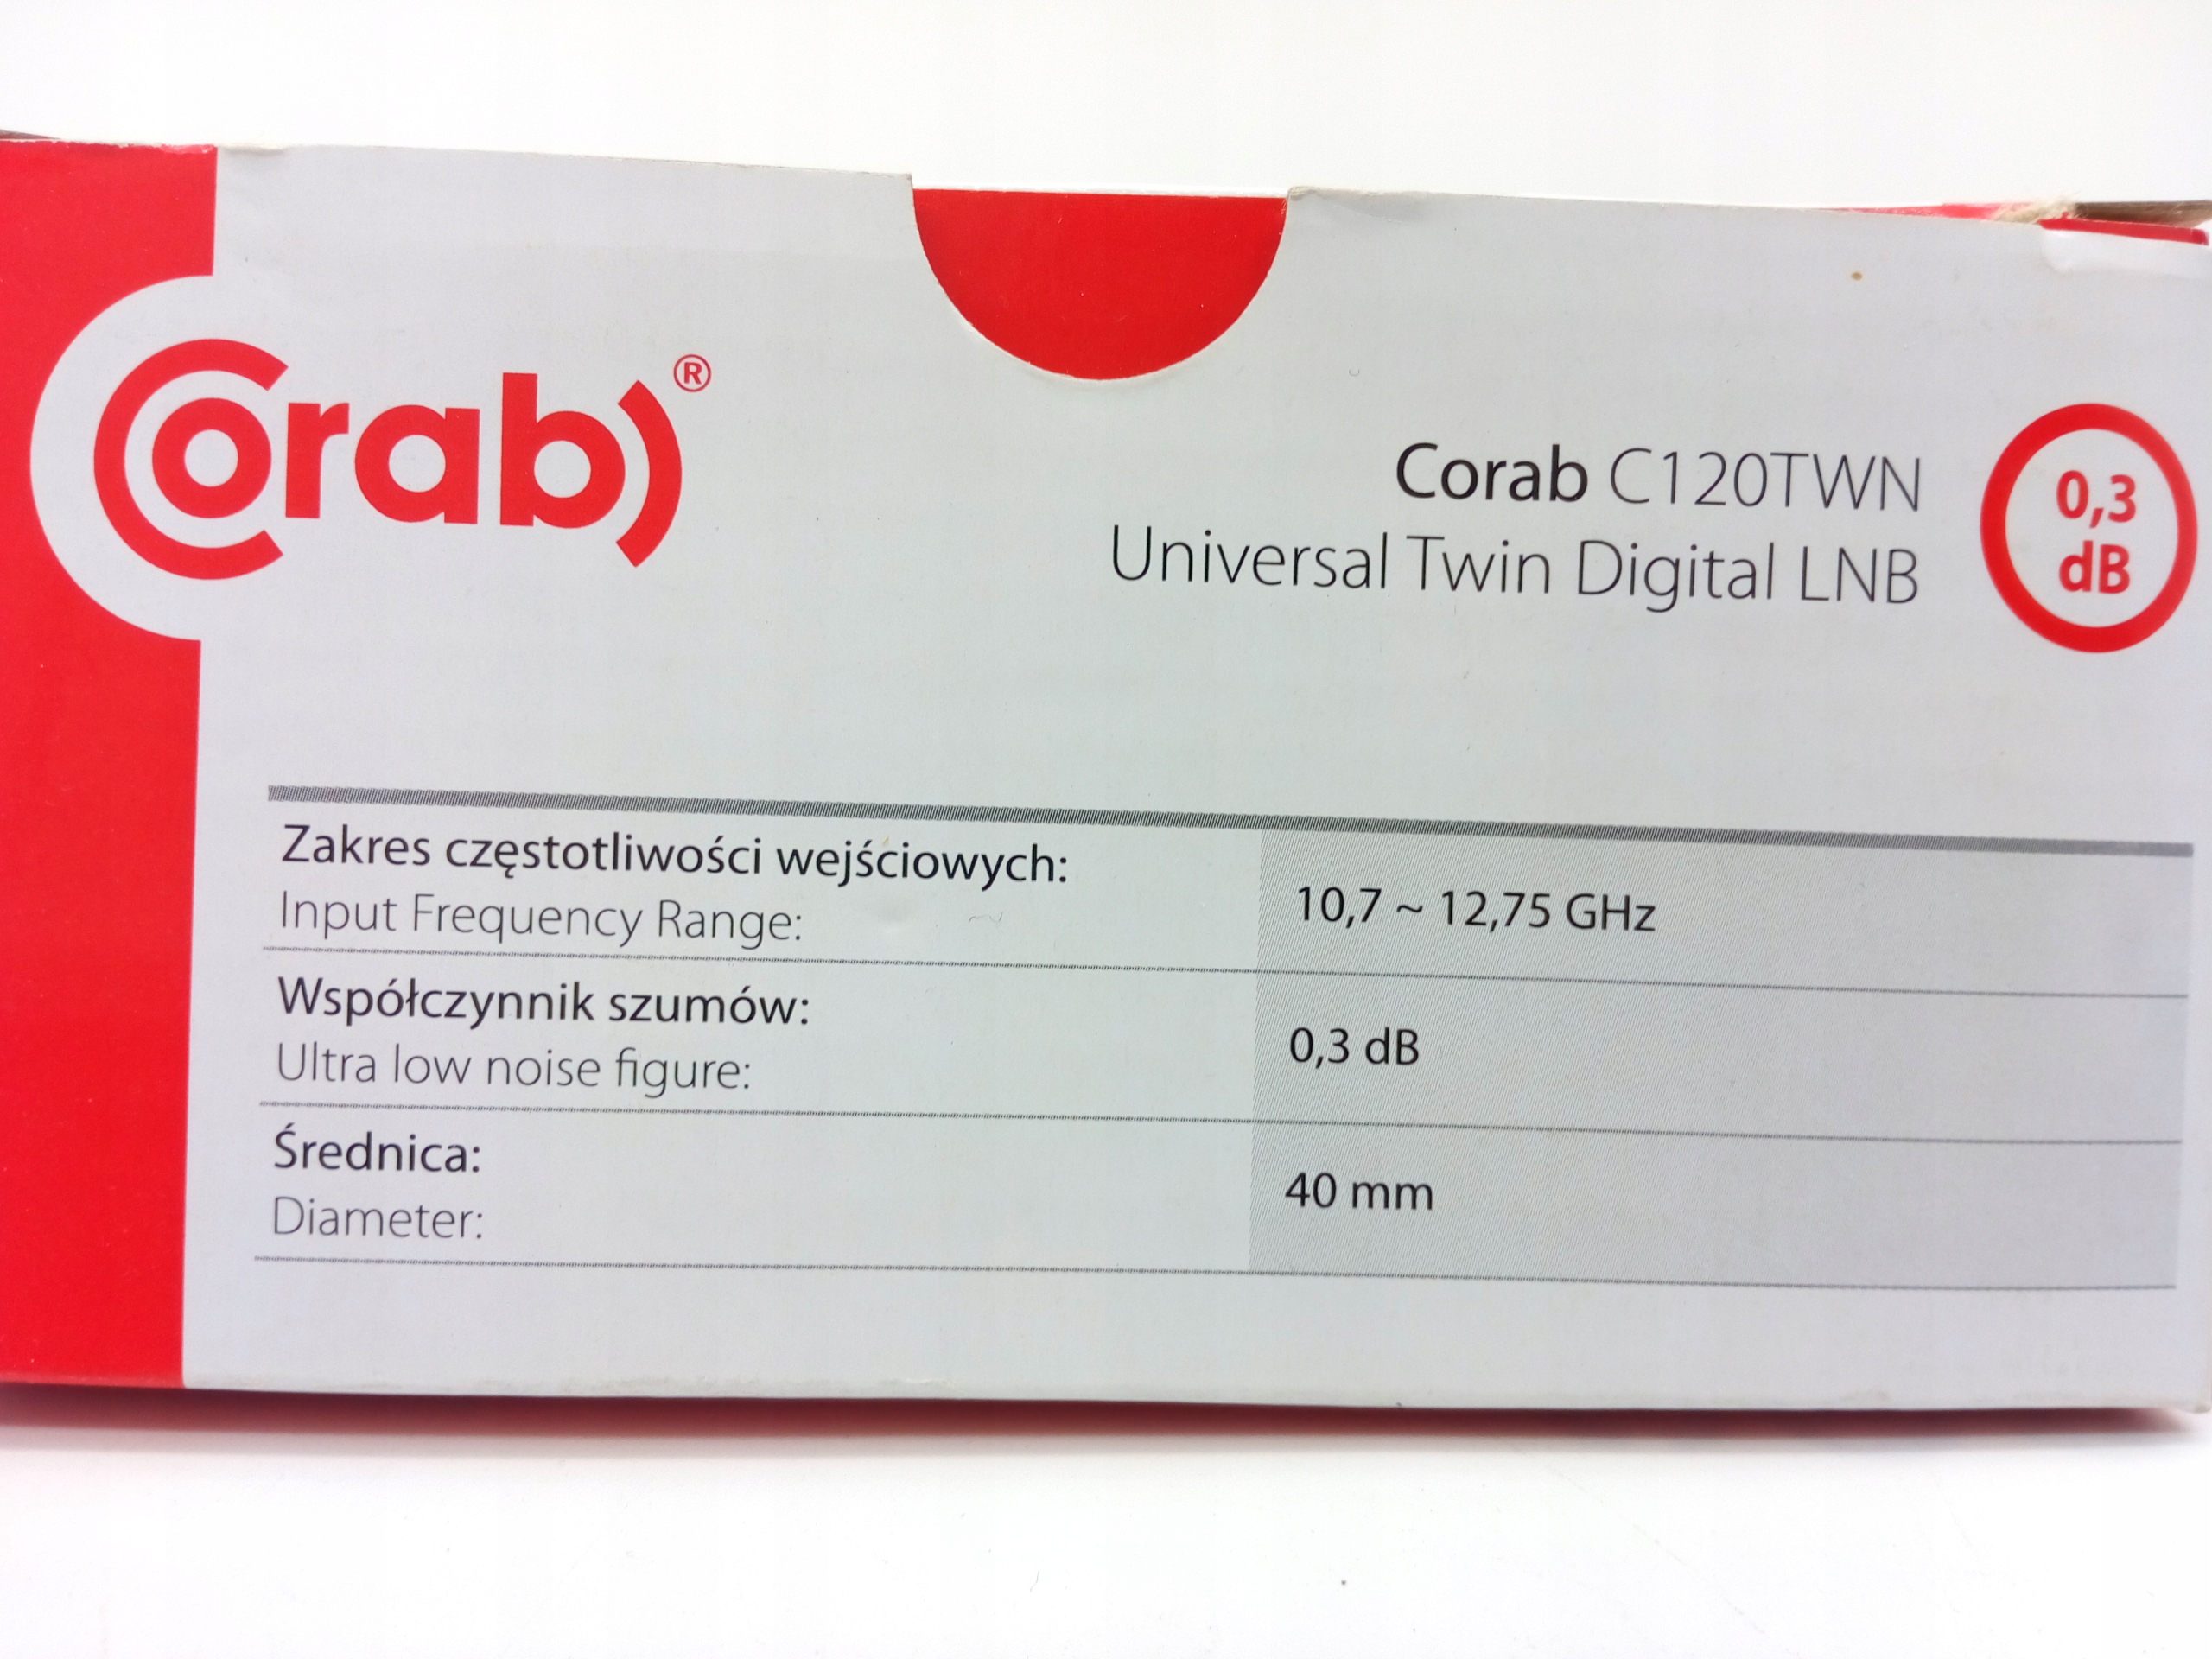 Corab®
Corab C120TWN
Universal Twin Digital LNB
0,3
dB
Zakres częstotliwości wejściowych:
Input Frequency Range:
10,7 ~ 12,75 GHz
Współczynnik szumów:
Ultra low noise figure:
0,3 dB
Średnica:
Diameter:
40 mm